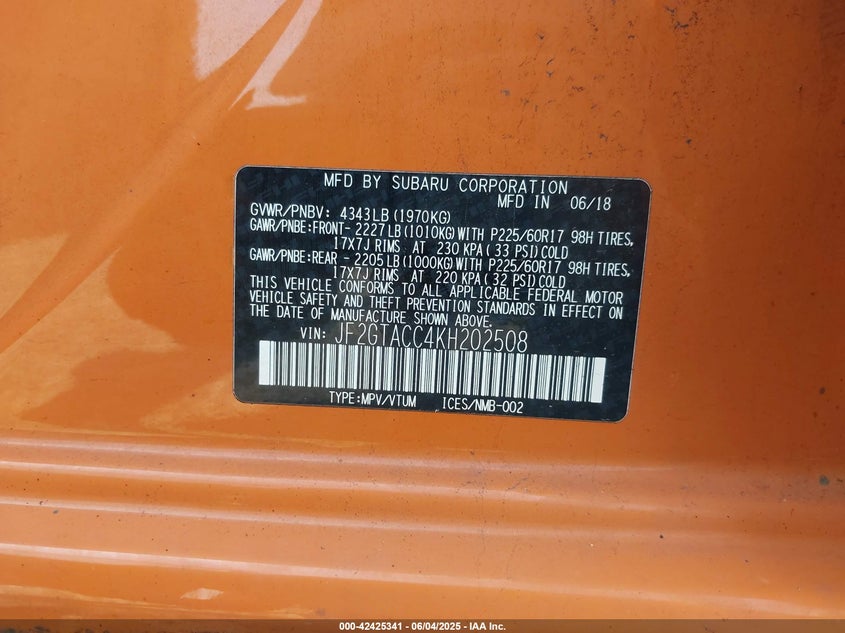 MFD BY SUBARU CORPORATION
MFD IN 06/18
GVWR/PNBV: 4343LB (1970KG)
GAWR/PNBE:FRONT- 2227LB (1010KG) WITH P225/60R17 98H TIRES,
17X7J RIMS AT 230 KPA (33 PSI) COLD
GAWR/PNBE:REAR - 2205LB (1000KG) WITH P225/60R17 98H TIRES,
17X7J RIMS AT 220 KPA (32 PSI) COLD
THIS VEHICLE CONFORMS TO ALL APPLICABLE FEDERAL MOTOR
VEHICLE SAFETY AND THEFT PREVENTION STANDARDS IN EFFECT ON
THE DATE OF MANUFACTURE SHOWN ABOVE.
VIN: JF2GTACC4KH202508
TYPE:MPV/VTUM ICES/NMB-002
000-42425341 - 06/04/2025 - IAA Inc.